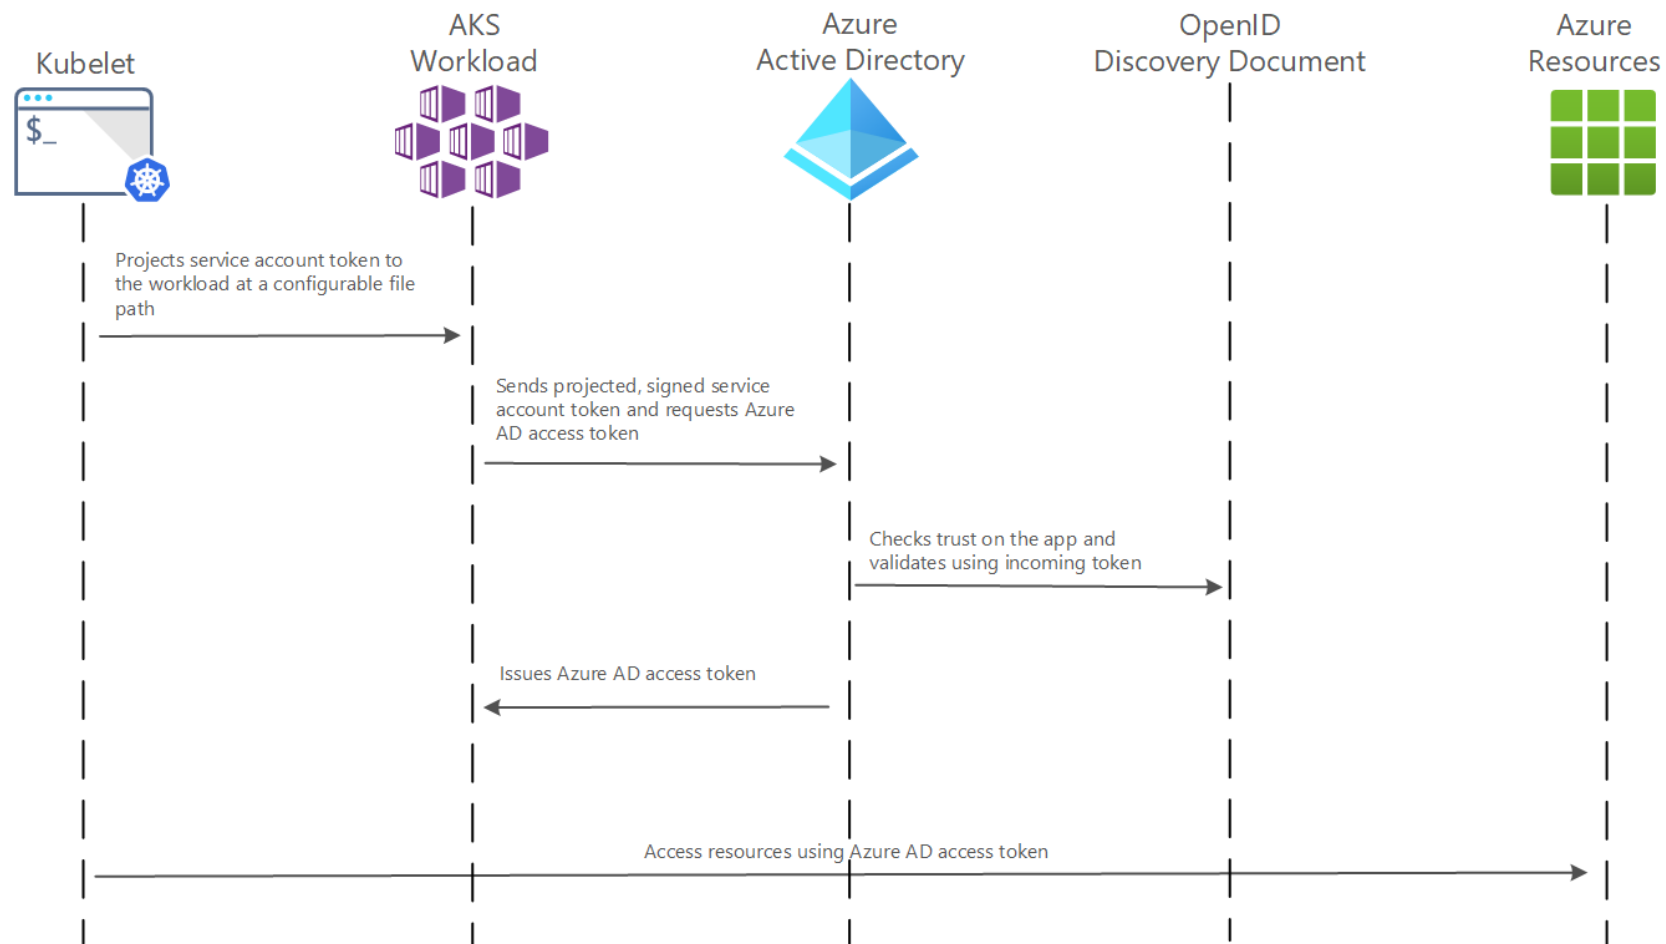 Kubelet
AKS
Workload
Azure
Active Directory
OpenID
Discovery Document
Azure
Resources
$_
Projects service account token to
the workload at a configurable file
path
Sends projected, signed service
account token and requests Azure
AD access token
Checks trust on the app and
validates using incoming token
Issues Azure AD access token
Access resources using Azure AD access token